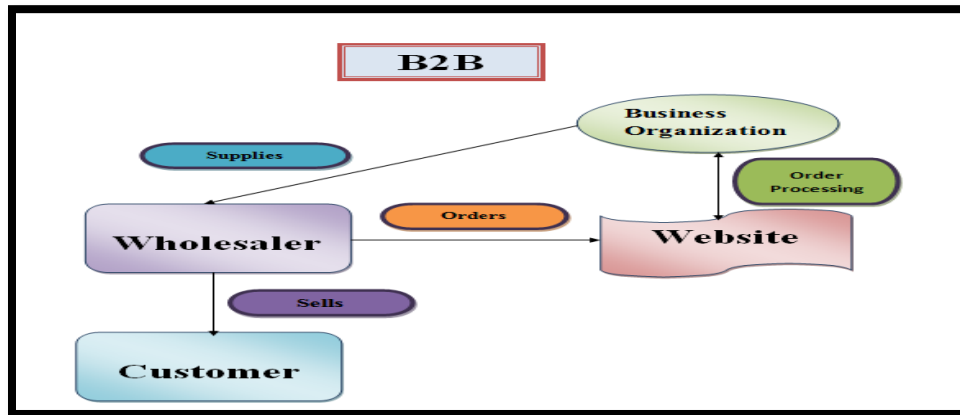 B2B
Business
Organization
Supplies
Order
Processing
Orders
Wholesaler
Website
Sells
Customer